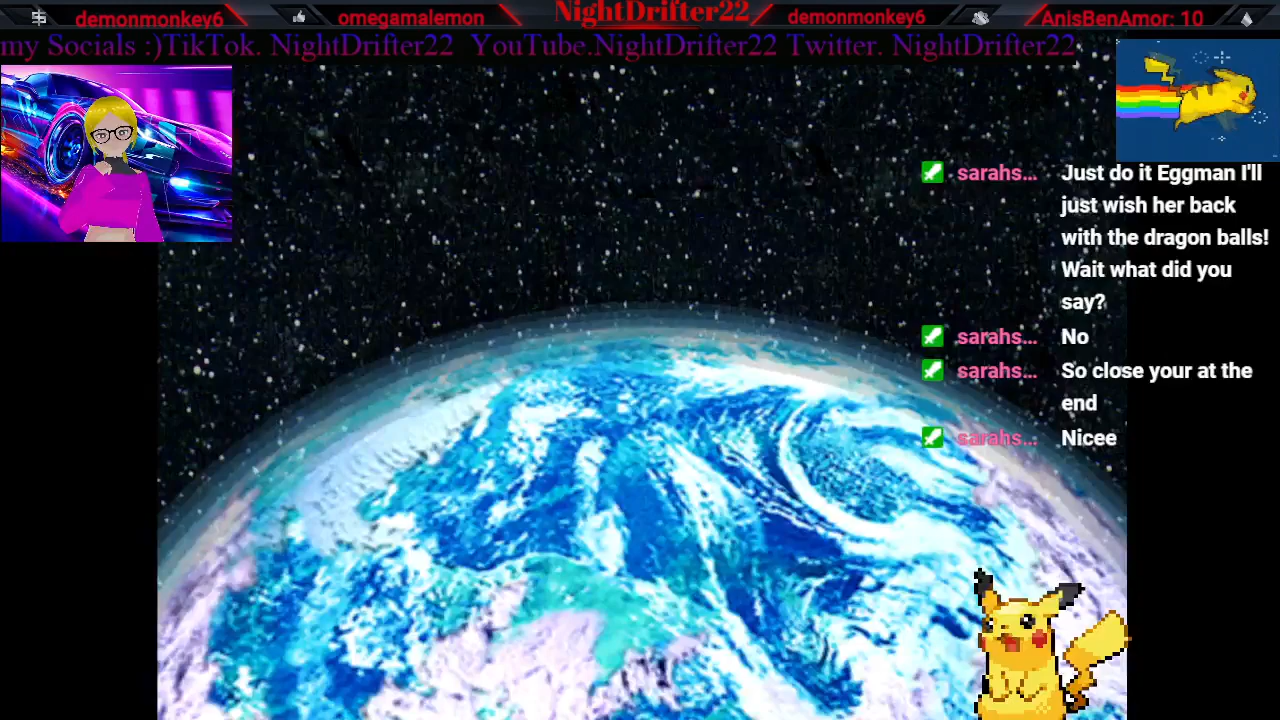 demonmonkey6 omegamalemon NightDrifter22 demonmonkey6 AnisBenAmor: 10
my Socials :)TikTok. NightDrifter22 YouTube.NightDrifter22 Twitter. NightDrifter22
sarahs... Just do it Eggman I'll
just wish her back
with the dragon balls!
Wait what did you
say?
sarahs... No
sarahs... So close your at the
end
sarahs... Nicee